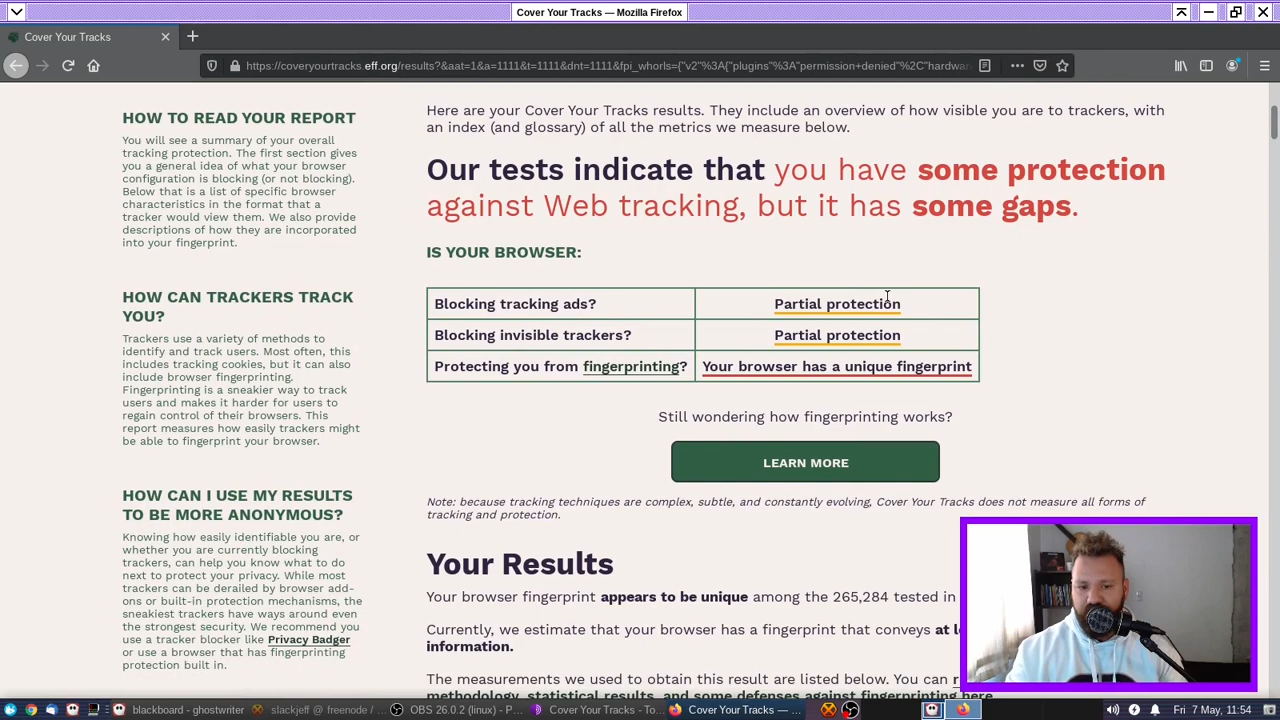 Cover Your Tracks — Mozilla Firefox
Cover Your Tracks
https://coveryourtracks.eff.org/results?&aat=1&a=1111&t=1111&dnt=1111&fpi_whorls={"v2"%3A{"plugins"%3A"permission+denied"%2C"hardwar
HOW TO READ YOUR REPORT
You will see a summary of your overall
tracking protection. The first section gives
you a general idea of what your browser
configuration is blocking (or not blocking).
Below that is a list of specific browser
characteristics in the format that a
tracker would view them. We also provide
descriptions of how they are incorporated
into your fingerprint.
HOW CAN TRACKERS TRACK
YOU?
Trackers use a variety of methods to
identify and track users. Most often, this
includes tracking cookies, but it can also
include browser fingerprinting.
Fingerprinting is a sneakier way to track
users and makes it harder for users to
regain control of their browsers. This
report measures how easily trackers might
be able to fingerprint your browser.
HOW CAN I USE MY RESULTS
TO BE MORE ANONYMOUS?
Knowing how easily identifiable you are, or
whether you are currently blocking
trackers, can help you know what to do
next to protect your privacy. While most
trackers can be derailed by browser add-
ons or built-in protection mechanisms, the
sneakiest trackers have ways around even
the strongest security. We recommend you
use a tracker blocker like Privacy Badger
or use a browser that has fingerprinting
protection built in.
Here are your Cover Your Tracks results. They include an overview of how visible you are to trackers, with
an index (and glossary) of all the metrics we measure below.
Our tests indicate that you have some protection
against Web tracking, but it has some gaps.
IS YOUR BROWSER:
Blocking tracking ads? Partial protection
Blocking invisible trackers? Partial protection
Protecting you from fingerprinting? Your browser has a unique fingerprint
Still wondering how fingerprinting works?
LEARN MORE
Note: because tracking techniques are complex, subtle, and constantly evolving, Cover Your Tracks does not measure all forms of
tracking and protection.
Your Results
Your browser fingerprint appears to be unique among the 265,284 tested in
Currently, we estimate that your browser has a fingerprint that conveys at le
information.
The measurements we used to obtain this result are listed below. You can r
methodology, statistical results, and some defenses against fingerprinting here
blackboard - ghostwriter
slackjeff @ freenode / ...
OBS 26.0.2 (linux) - P...
Cover Your Tracks - To...
Cover Your Tracks — ...
Fri 7 May, 11:54